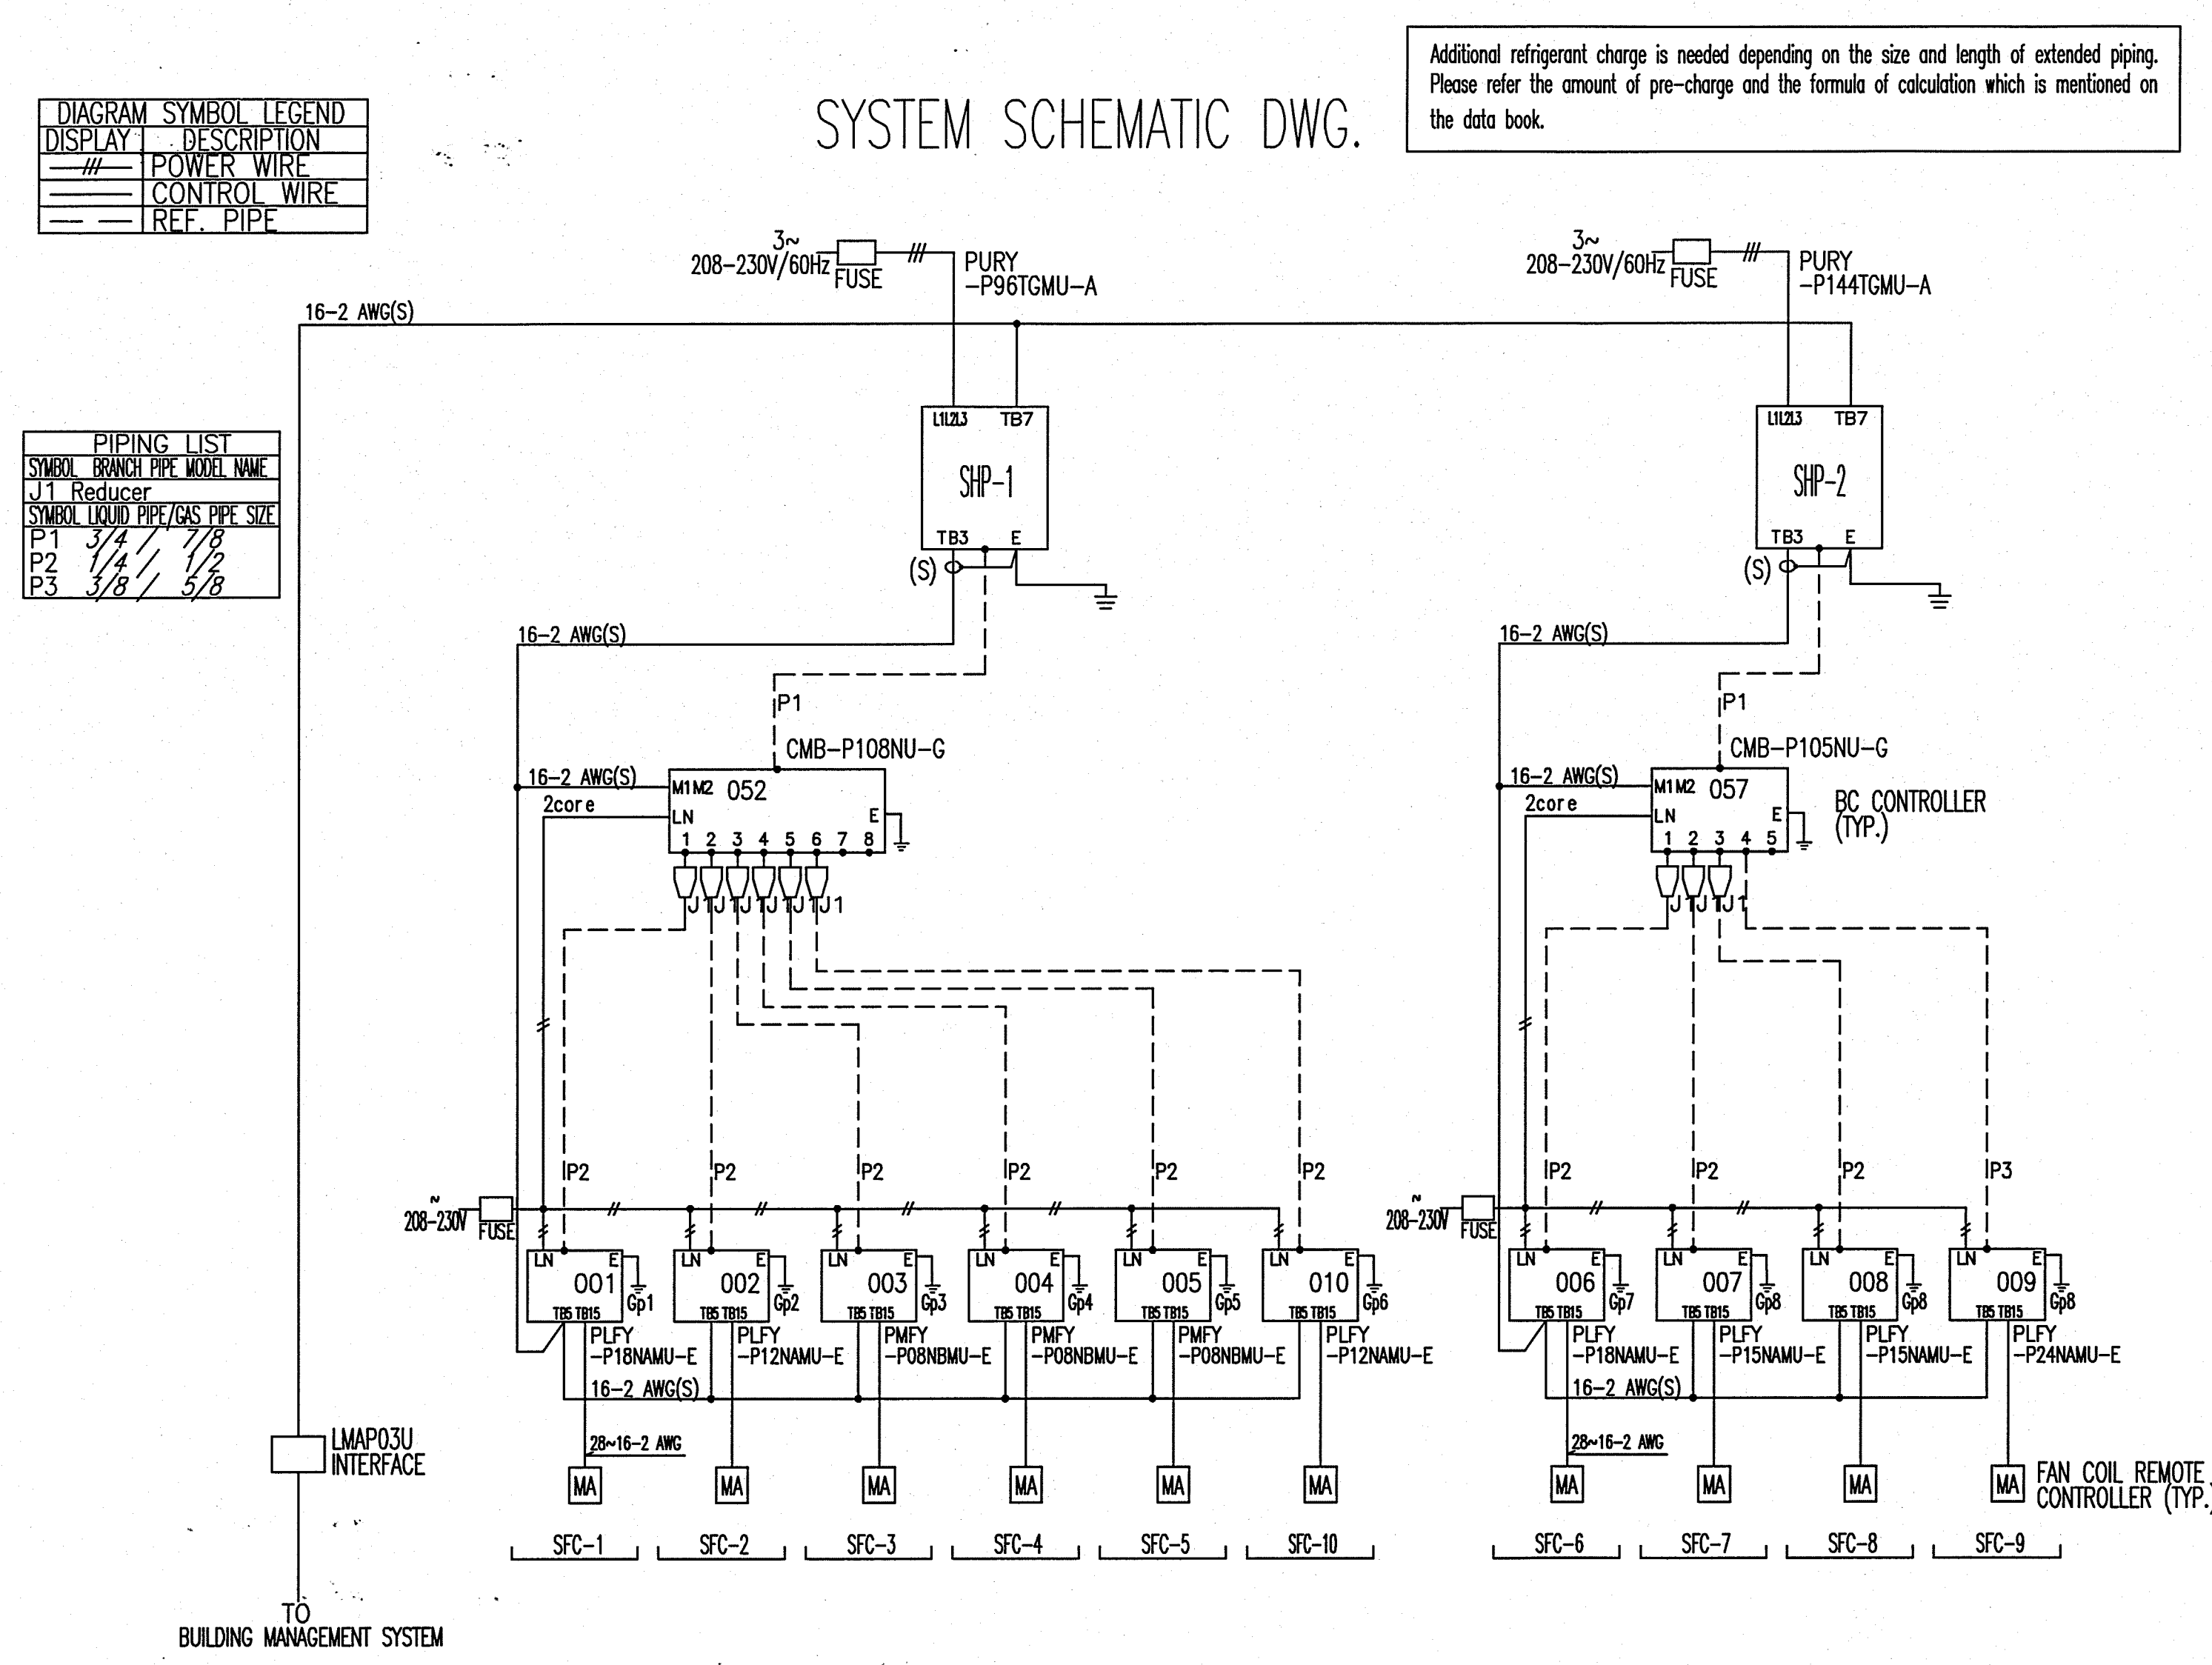 Additional refrigerant charge is needed depending on the size and length of extended piping.
Please refer the amount of pre-charge and the formula of calculation which is mentioned on
the data book.
SYSTEM SCHEMATIC DWG.
DIAGRAM SYMBOL LEGEND
DISPLAY DESCRIPTION
POWER WIRE
CONTROL WIRE
REF. PIPE
3~
208-230V/60Hz
FUSE
PURY
-P96TGMU-A
3~
208-230V/60Hz
FUSE
PURY
-P144TGMU-A
16-2 AWG(S)
PIPING LIST
SYMBOL BRANCH PIPE MODEL NAME
J1 Reducer
SYMBOL LIQUID PIPE/GAS PIPE SIZE
P1 3/4 / 7/8
P2 1/4 / 1/2
P3 3/8 / 5/8
L1L2L3 TB7
SHP-1
TB3 E
(S)
L1L2L3 TB7
SHP-2
TB3 E
(S)
16-2 AWG(S)
P1
CMB-P108NU-G
16-2 AWG(S)
2core
M1M2 052
LN E
1 2 3 4 5 6 7 8
J1 J1 J1 J1 J1 J1
16-2 AWG(S)
P1
CMB-P105NU-G
16-2 AWG(S)
2core
M1M2 057
LN E
1 2 3 4 5
J1 J1 J1
BC CONTROLLER
(TYP.)
P2 P2 P2 P2 P2 P2
P2 P2 P2 P3
~
208-230V
FUSE
~
208-230V
FUSE
LN E
001
TB5 TB15
Gp1
PLFY
-P18NAMU-E
LN E
002
TB5 TB15
Gp2
PLFY
-P12NAMU-E
LN E
003
TB5 TB15
Gp3
PMFY
-P08NBMU-E
LN E
004
TB5 TB15
Gp4
PMFY
-P08NBMU-E
LN E
005
TB5 TB15
Gp5
PMFY
-P08NBMU-E
LN E
010
TB5 TB15
Gp6
PLFY
-P12NAMU-E
LN E
006
TB5 TB15
Gp7
PLFY
-P18NAMU-E
LN E
007
TB5 TB15
Gp8
PLFY
-P15NAMU-E
LN E
008
TB5 TB15
Gp8
PLFY
-P15NAMU-E
LN E
009
TB5 TB15
Gp8
PLFY
-P24NAMU-E
16-2 AWG(S)
16-2 AWG(S)
28~16-2 AWG
28~16-2 AWG
LMAP03U
INTERFACE
MA MA MA MA MA MA
MA MA MA MA
FAN COIL REMOTE
CONTROLLER (TYP.)
SFC-1 SFC-2 SFC-3 SFC-4 SFC-5 SFC-10
SFC-6 SFC-7 SFC-8 SFC-9
TO
BUILDING MANAGEMENT SYSTEM